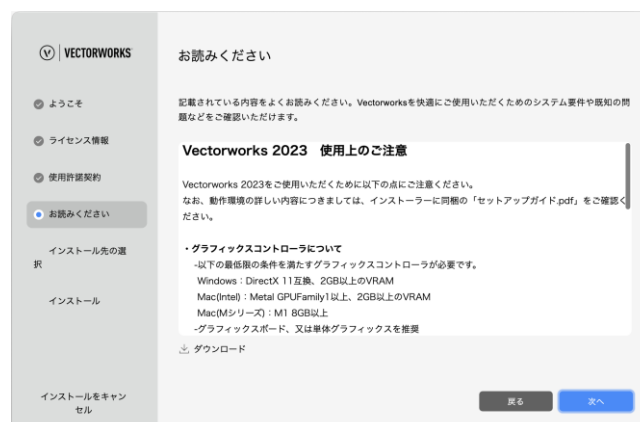 VECTORWORKS
ようこそ
ライセンス情報
使用許諾契約
お読みください
インストール先の選
択
インストール
インストールをキャン
セル
お読みください
記載されている内容をよくお読みください。Vectorworksを快適にご使用いただくためのシステム要件や既知の問
題などをご確認いただけます。
Vectorworks 2023 使用上のご注意
Vectorworks 2023をご使用いただくために以下の点にご注意ください。
なお、動作環境の詳しい内容につきましては、インストーラーに同梱の「セットアップガイド.pdf」をご確認く
ださい。
・グラフィックスコントローラについて
-以下の最低限の条件を満たすグラフィックスコントローラが必要です。
Windows：DirectX 11互換、2GB以上のVRAM
Mac(Intel)：Metal GPUFamily1以上、2GB以上のVRAM
Mac(Mシリーズ)：M1 8GB以上
-グラフィックスボード、又は単体グラフィックスを推奨
ダウンロード
戻る
次へ